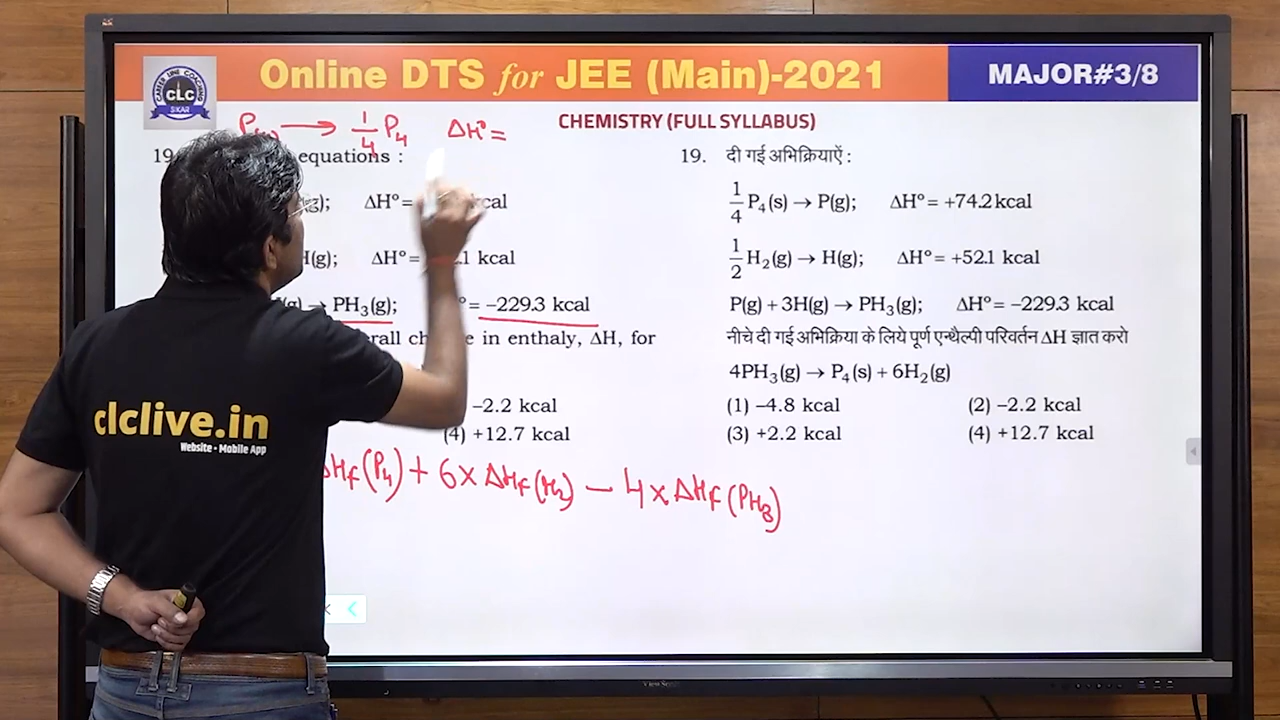 Online DTS for JEE (Main)-2021
MAJOR#3/8
CLC
SIKAR
CHEMISTRY (FULL SYLLABUS)
→ 1/4 P₄ ΔH° =
19
equations :
(g); ΔH° = kcal
H(g); ΔH° = .1 kcal
→ PH₃(g); ° = –229.3 kcal
in enthaly, ΔH, for
–2.2 kcal
(4) +12.7 kcal
19. दी गई अभिक्रियाएँ :
1/4 P₄(s) → P(g); ΔH° = +74.2 kcal
1/2 H₂(g) → H(g); ΔH° = +52.1 kcal
P(g) + 3H(g) → PH₃(g); ΔH° = –229.3 kcal
नीचे दी गई अभिक्रिया के लिये पूर्ण एन्थैल्पी परिवर्तन ΔH ज्ञात करो
4PH₃(g) → P₄(s) + 6H₂(g)
(1) –4.8 kcal (2) –2.2 kcal
(3) +2.2 kcal (4) +12.7 kcal
ΔHf(P₄) + 6 × ΔHf(H₂) – 4 × ΔHf(PH₃)
clclive.in
Website • Mobile App
ViewSonic